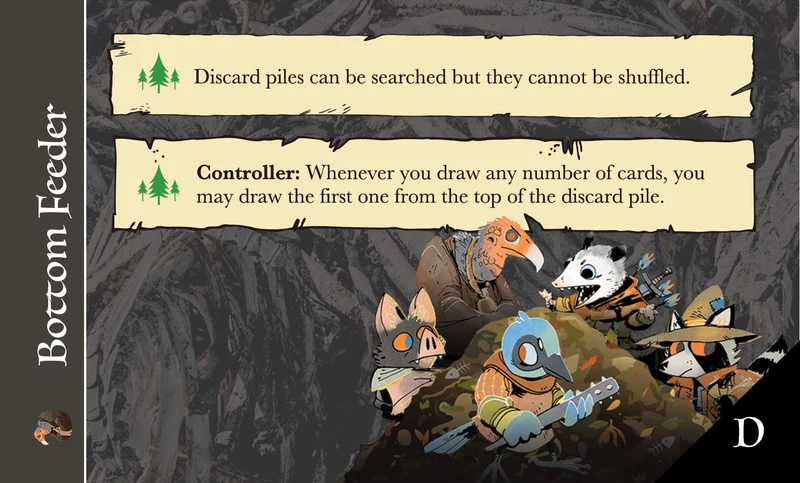 Bottom Feeder
Discard piles can be searched but they cannot be shuffled.
Controller: Whenever you draw any number of cards, you
may draw the first one from the top of the discard pile.
D